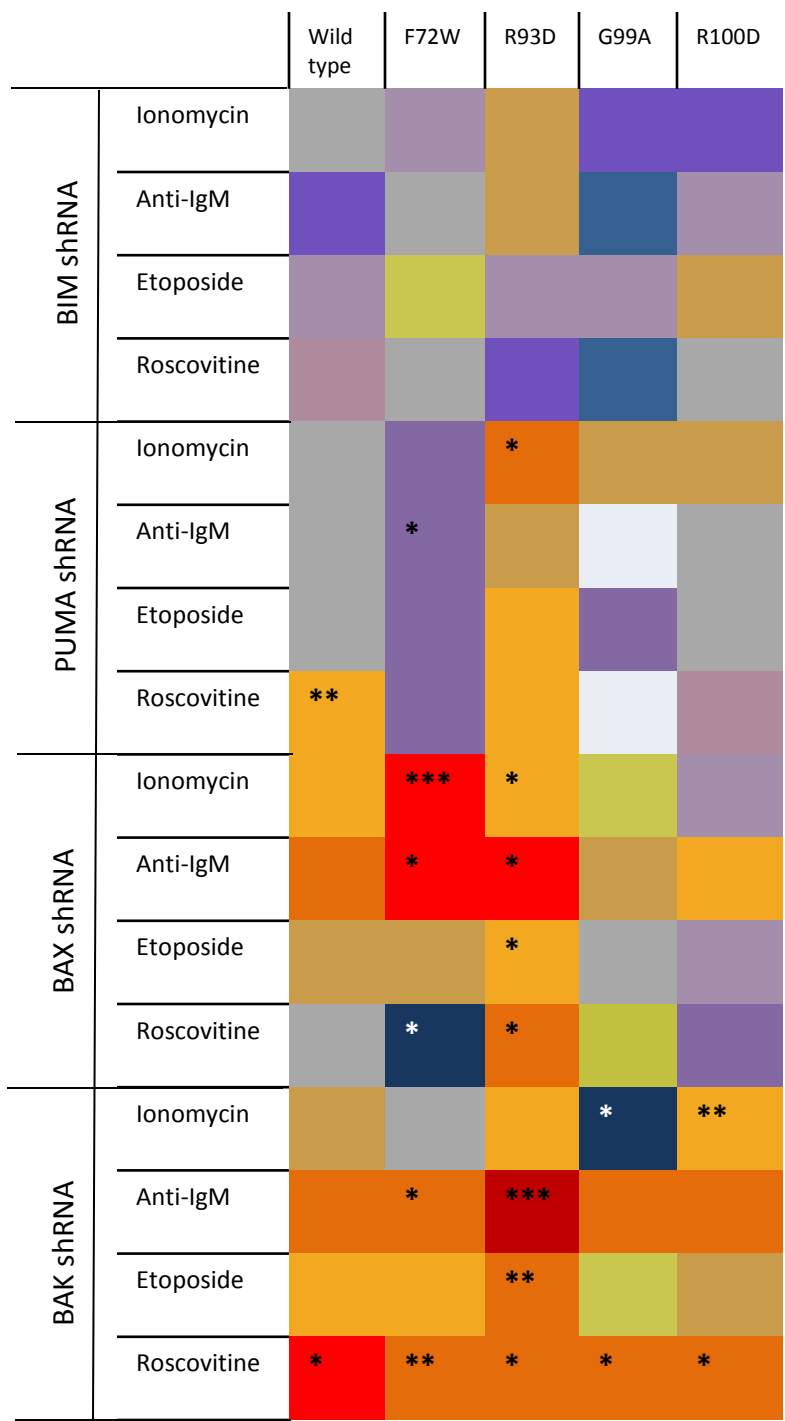 Wild type F72W R93D G99A R100D
BIM shRNA
Ionomycin
Anti-IgM
Etoposide
Roscovitine
PUMA shRNA
Ionomycin *
Anti-IgM *
Etoposide
Roscovitine **
BAX shRNA
Ionomycin *** *
Anti-IgM * *
Etoposide *
Roscovitine * *
BAK shRNA
Ionomycin * **
Anti-IgM * ***
Etoposide **
Roscovitine * ** * * *